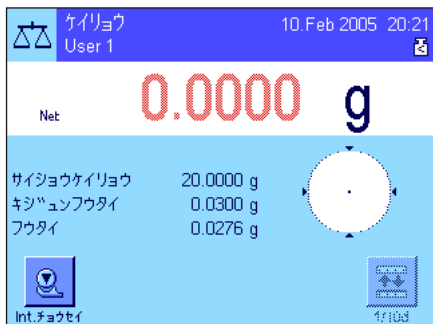 ケイリョウ 10.Feb 2005 20:21
User 1
Net 0.0000 g
サイショウケイリョウ 20.0000 g
キジュンフウタイ 0.0300 g
フウタイ 0.0276 g
Int.チョウセイ 1/10d